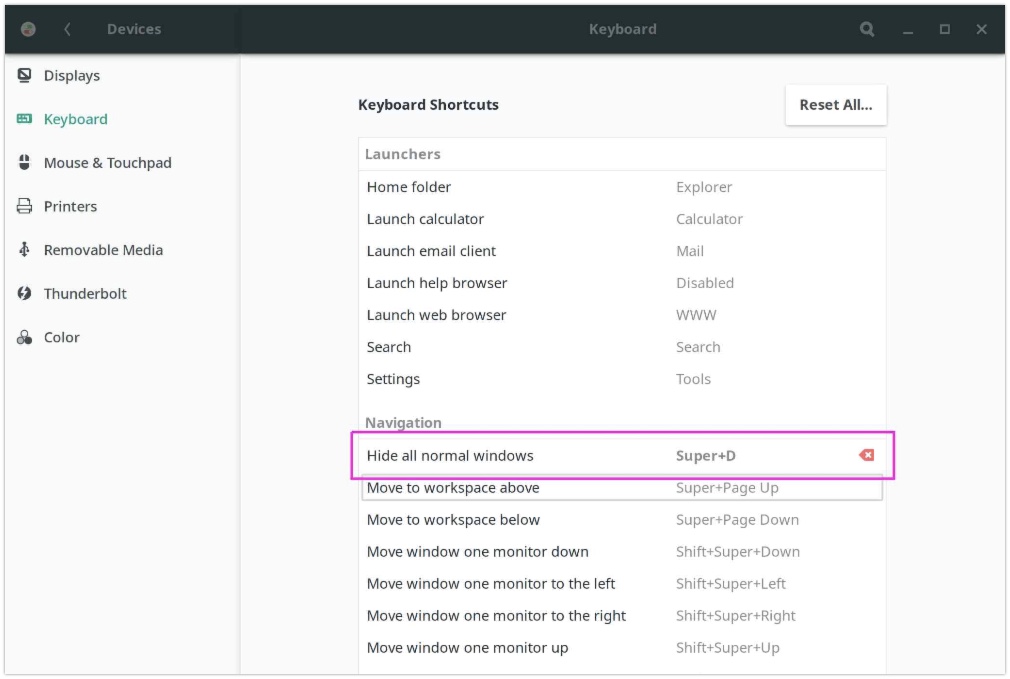 Devices
Keyboard
Displays
Keyboard
Mouse & Touchpad
Printers
Removable Media
Thunderbolt
Color
Keyboard Shortcuts
Reset All...
Launchers
Home folder Explorer
Launch calculator Calculator
Launch email client Mail
Launch help browser Disabled
Launch web browser WWW
Search Search
Settings Tools
Navigation
Hide all normal windows Super+D
Move to workspace above Super+Page Up
Move to workspace below Super+Page Down
Move window one monitor down Shift+Super+Down
Move window one monitor to the left Shift+Super+Left
Move window one monitor to the right Shift+Super+Right
Move window one monitor up Shift+Super+Up